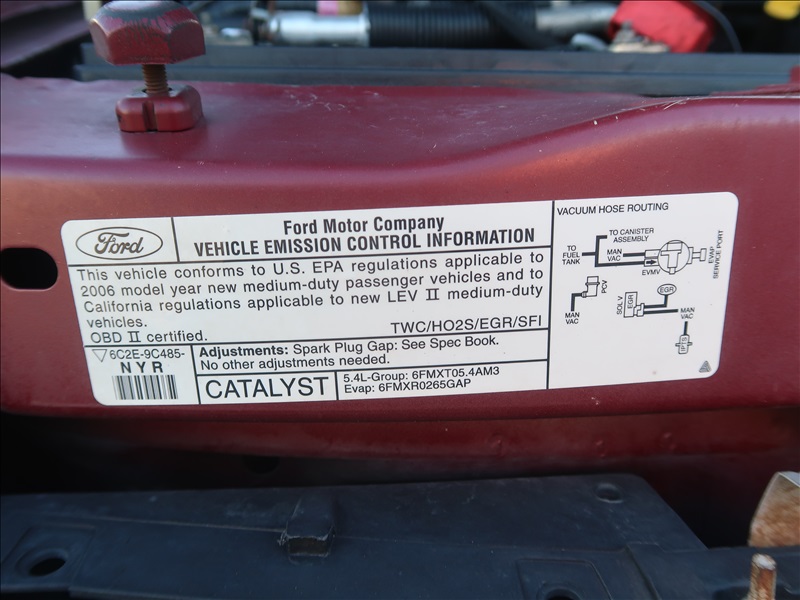 Ford
Ford Motor Company
VEHICLE EMISSION CONTROL INFORMATION
This vehicle conforms to U.S. EPA regulations applicable to
2006 model year new medium-duty passenger vehicles and to
California regulations applicable to new LEV II medium-duty
vehicles.
OBD II certified.
TWC/HO2S/EGR/SFI
6C2E-9C485-
NYR
Adjustments: Spark Plug Gap: See Spec Book.
No other adjustments needed.
CATALYST
5.4L-Group: 6FMXT05.4AM3
Evap: 6FMXR0265GAP
VACUUM HOSE ROUTING
TO CANISTER
ASSEMBLY
TO
FUEL
TANK
MAN
VAC
EVMV
EVAP
SERVICE PORT
PCV
MAN
VAC
SOL V
EGR
EGR
MAN
VAC